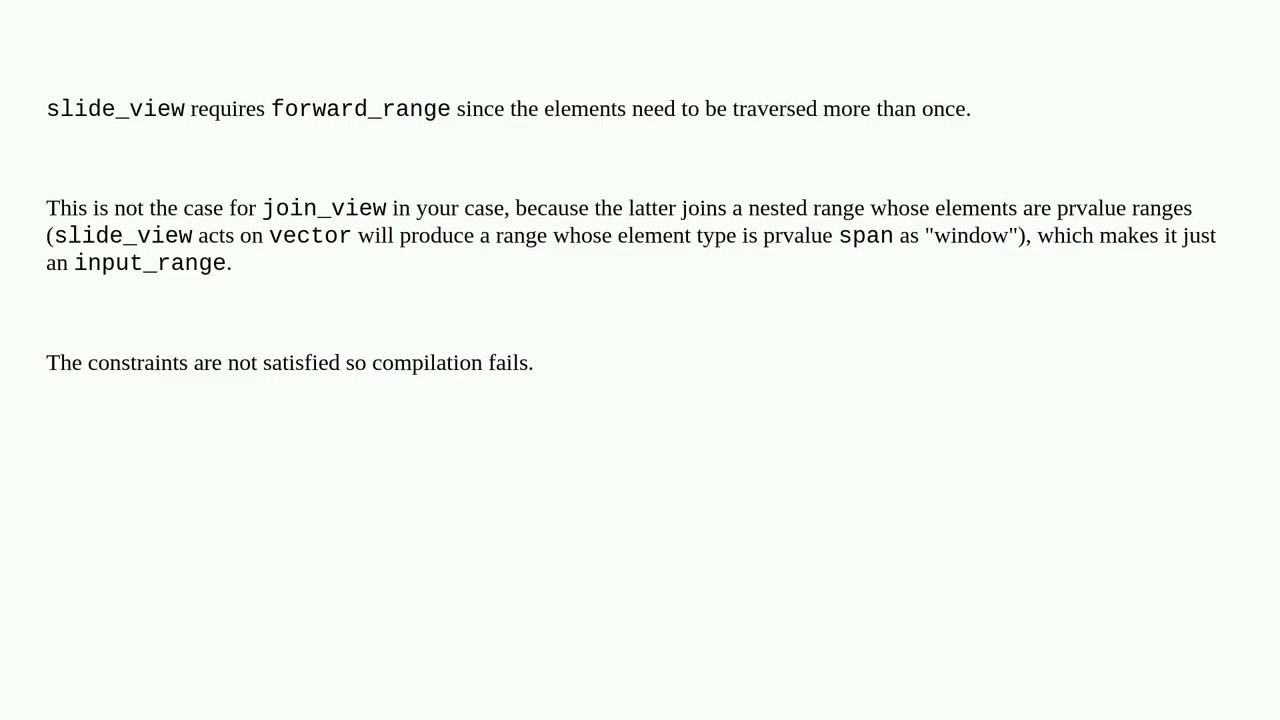 slide_view requires forward_range since the elements need to be traversed more than once.
This is not the case for join_view in your case, because the latter joins a nested range whose elements are prvalue ranges
(slide_view acts on vector will produce a range whose element type is prvalue span as "window"), which makes it just
an input_range.
The constraints are not satisfied so compilation fails.